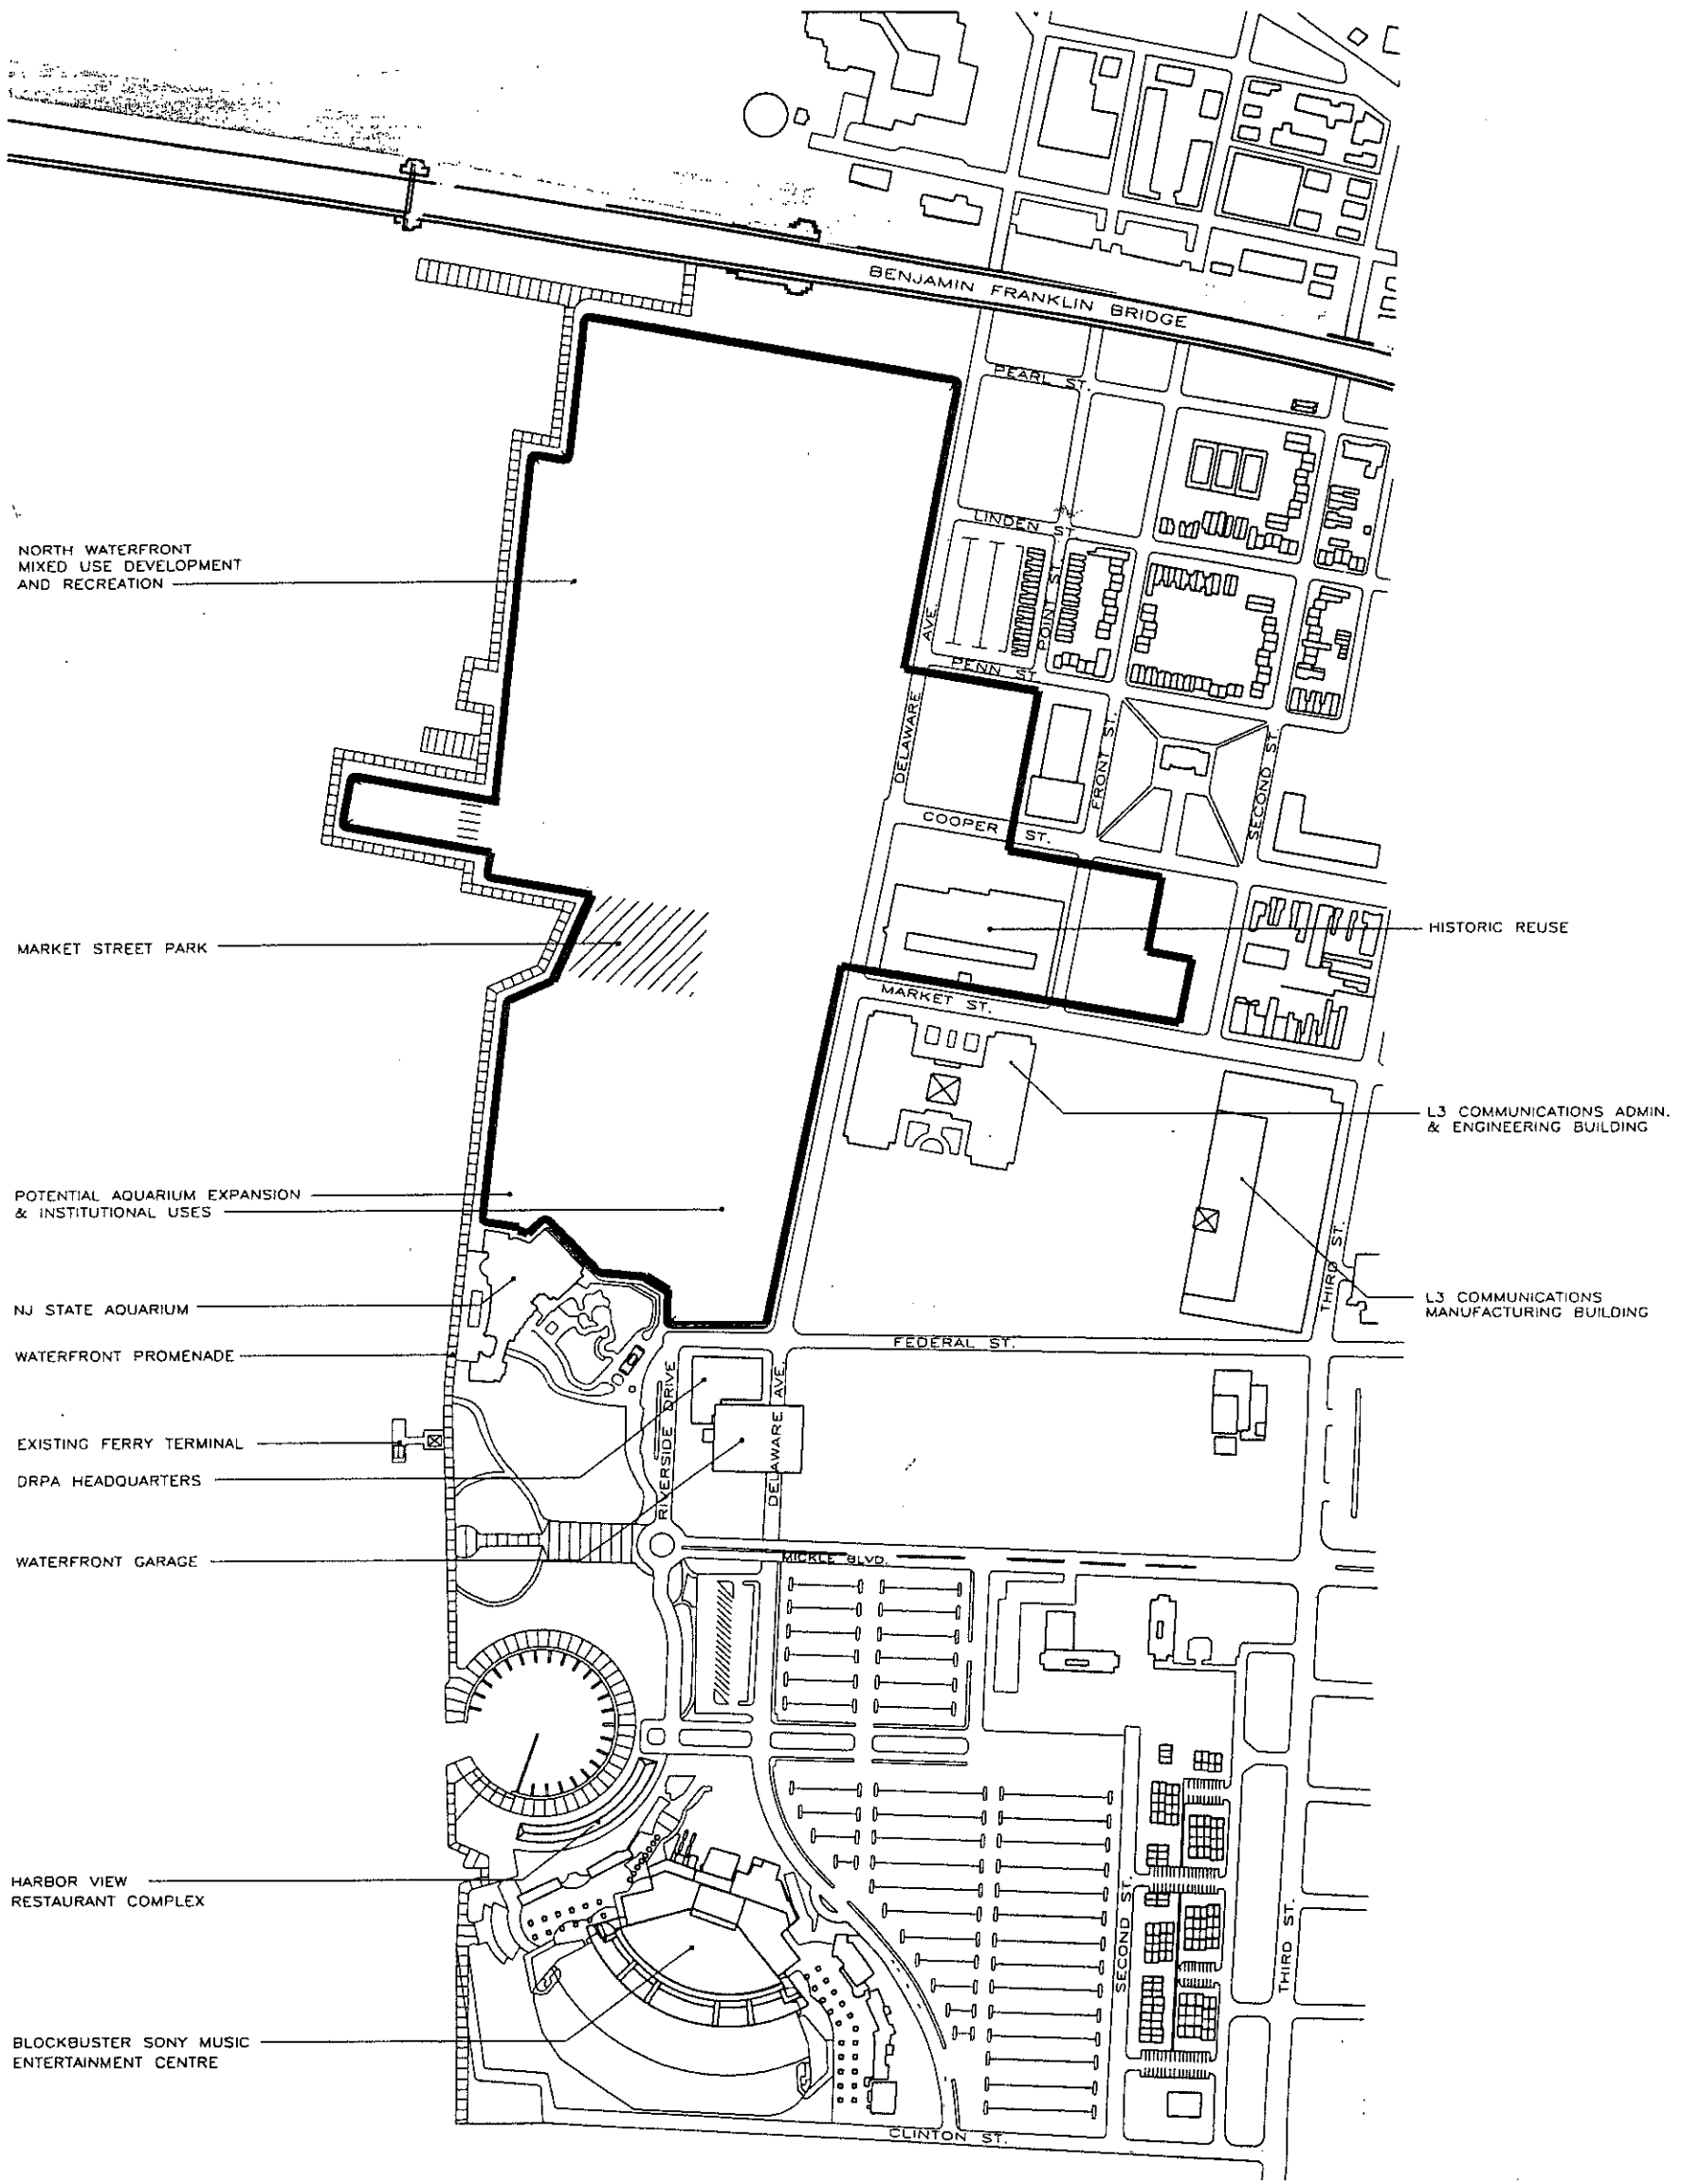 BENJAMIN FRANKLIN BRIDGE
PEARL ST.
LINDEN ST
NORTH WATERFRONT
MIXED USE DEVELOPMENT
AND RECREATION
AVE.
POINT ST.
PENN ST
DELAWARE
FRONT ST.
SECOND ST.
COOPER ST.
MARKET STREET PARK
HISTORIC REUSE
MARKET ST.
L3 COMMUNICATIONS ADMIN.
& ENGINEERING BUILDING
POTENTIAL AQUARIUM EXPANSION
& INSTITUTIONAL USES
THIRD ST.
NJ STATE AQUARIUM
L3 COMMUNICATIONS
MANUFACTURING BUILDING
FEDERAL ST.
WATERFRONT PROMENADE
RIVERSIDE DRIVE
DELAWARE AVE.
EXISTING FERRY TERMINAL
DRPA HEADQUARTERS
WATERFRONT GARAGE
MICKLE BLVD.
HARBOR VIEW
RESTAURANT COMPLEX
SECOND ST.
THIRD ST.
BLOCKBUSTER SONY MUSIC
ENTERTAINMENT CENTRE
CLINTON ST.